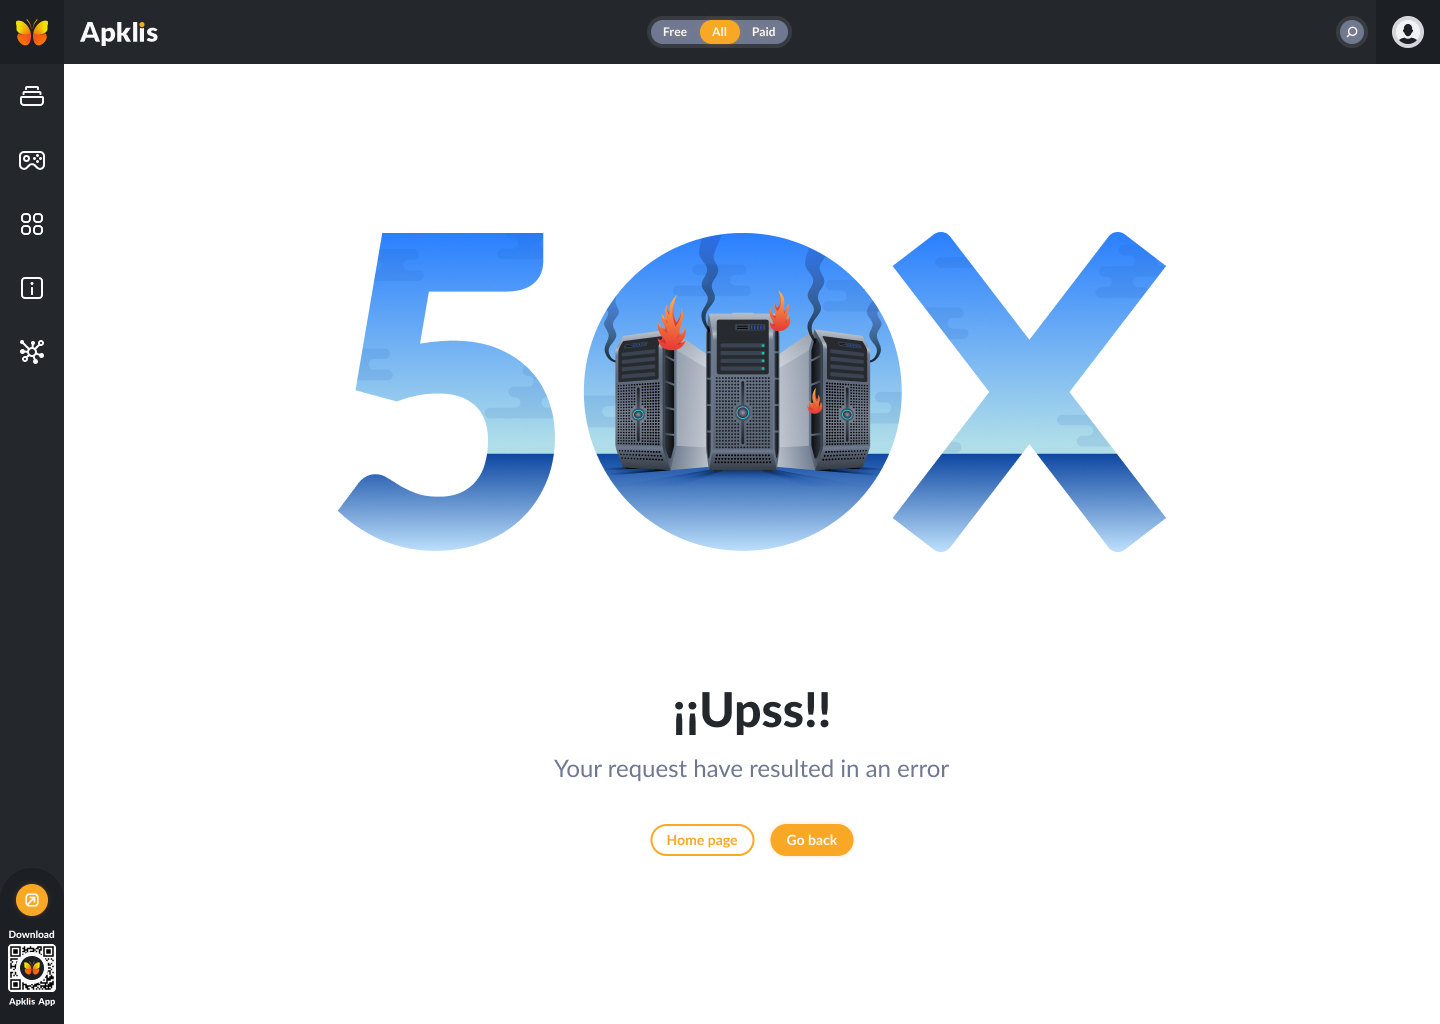 Apklis
Free All Paid
50X
¡¡Upss!!
Your request have resulted in an error
Home page Go back
Download
Apklis App